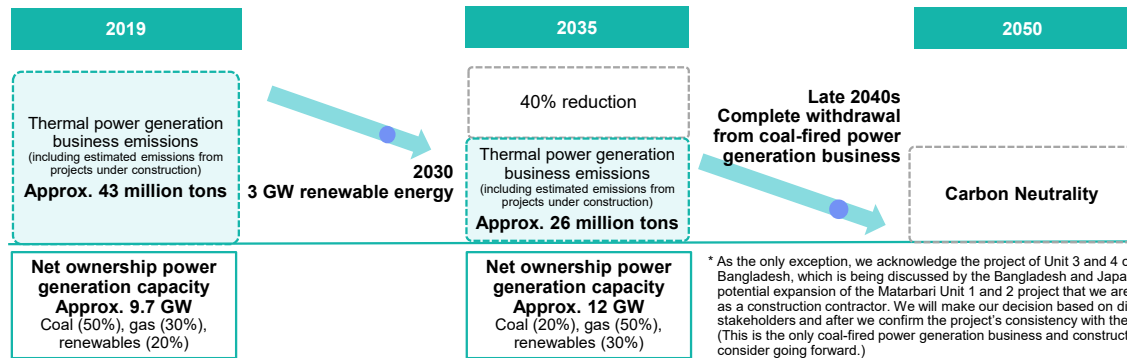 2019
2035
2050
Thermal power generation
business emissions
(including estimated emissions from
projects under construction)
Approx. 43 million tons
2030
3 GW renewable energy
40% reduction
Thermal power generation
business emissions
(including estimated emissions from
projects under construction)
Approx. 26 million tons
Late 2040s
Complete withdrawal
from coal-fired power
generation business
Carbon Neutrality
Net ownership power
generation capacity
Approx. 9.7 GW
Coal (50%), gas (30%),
renewables (20%)
Net ownership power
generation capacity
Approx. 12 GW
Coal (20%), gas (50%),
renewables (30%)
* As the only exception, we acknowledge the project of Unit 3 and 4
Bangladesh, which is being discussed by the Bangladesh and
potential expansion of the Matarbari Unit 1 and 2 project that we are
as a construction contractor. We will make our decision based on
stakeholders and after we confirm the project's consistency with the
(This is the only coal-fired power generation business and
consider going forward.)